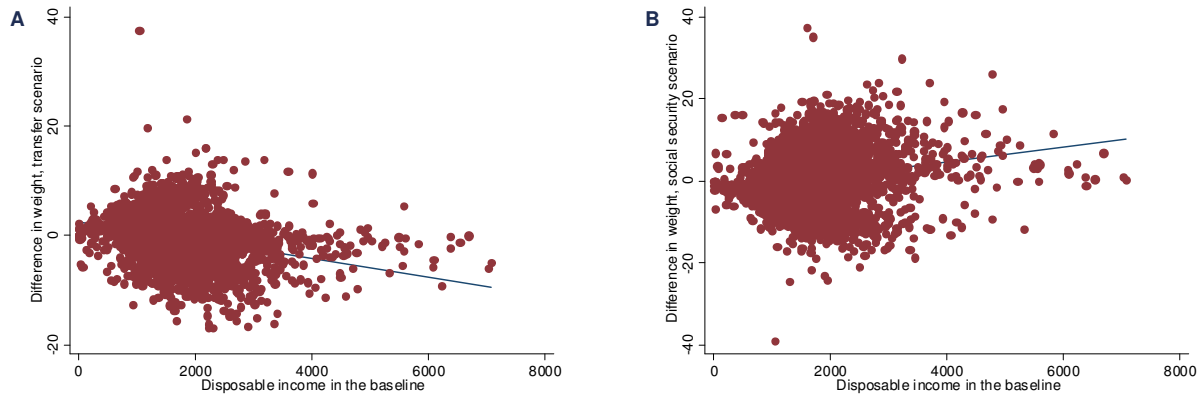 A
Difference in weight, transfer scenario
40
20
0
-20
0 2000 4000 6000 8000
Disposable income in the baseline
B
Difference in weight, social security scenario
40
20
0
-20
-40
0 2000 4000 6000 8000
Disposable income in the baseline